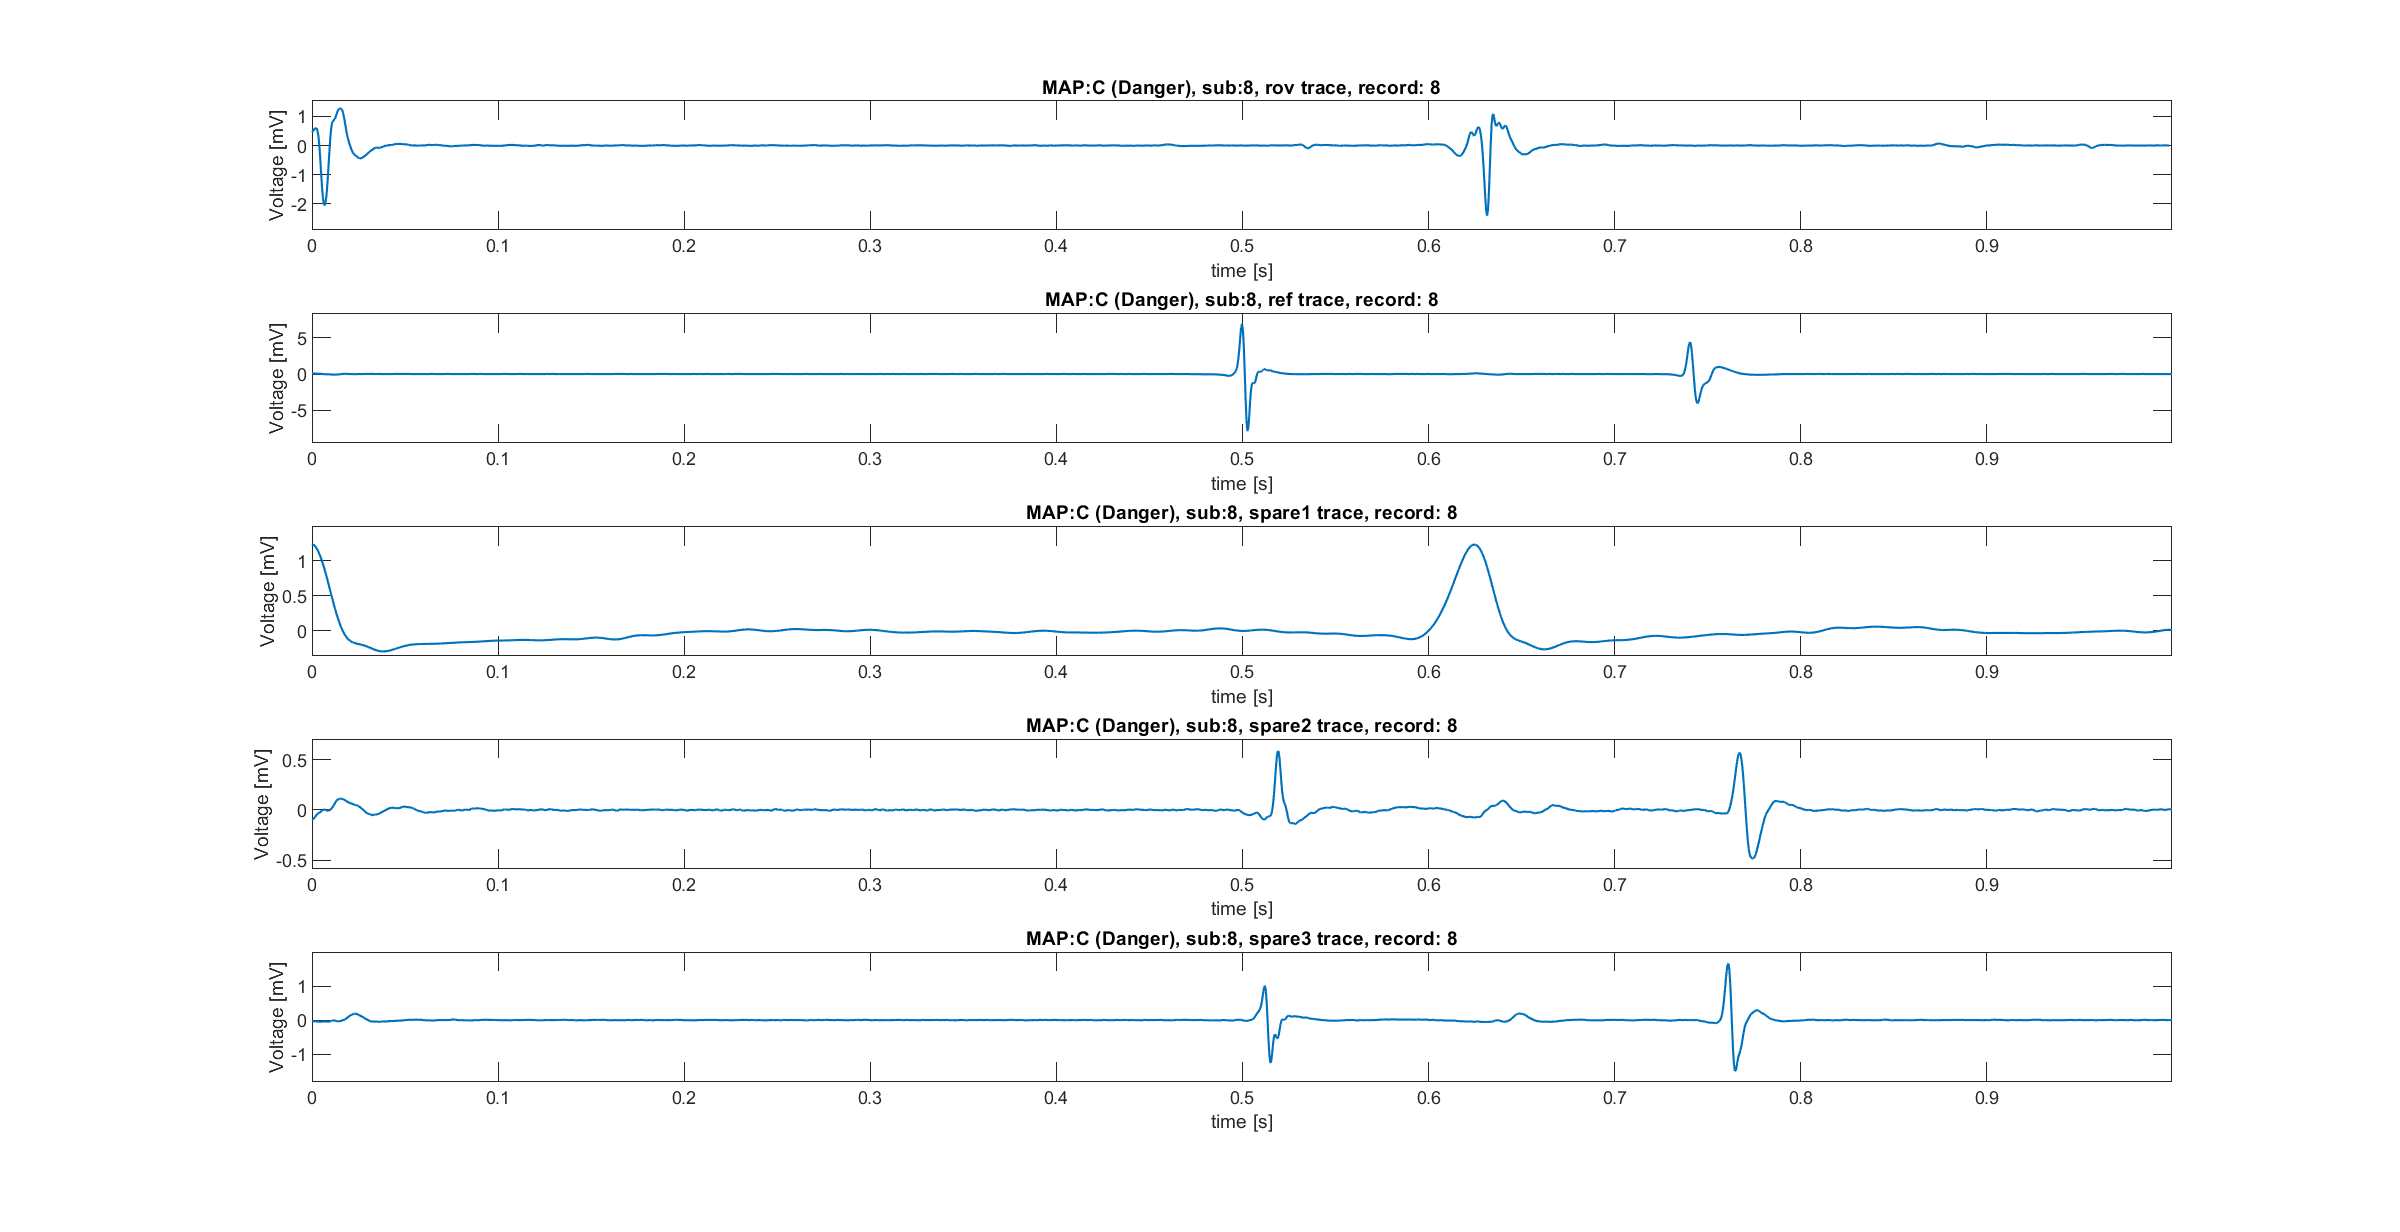 MAP:C (Danger), sub:8, rov trace, record: 8
Voltage [mV]
1
0
-1
-2
0 0.1 0.2 0.3 0.4 0.5 0.6 0.7 0.8 0.9
time [s]
MAP:C (Danger), sub:8, ref trace, record: 8
Voltage [mV]
5
0
-5
0 0.1 0.2 0.3 0.4 0.5 0.6 0.7 0.8 0.9
time [s]
MAP:C (Danger), sub:8, spare1 trace, record: 8
Voltage [mV]
1
0.5
0
0 0.1 0.2 0.3 0.4 0.5 0.6 0.7 0.8 0.9
time [s]
MAP:C (Danger), sub:8, spare2 trace, record: 8
Voltage [mV]
0.5
0
-0.5
0 0.1 0.2 0.3 0.4 0.5 0.6 0.7 0.8 0.9
time [s]
MAP:C (Danger), sub:8, spare3 trace, record: 8
Voltage [mV]
1
0
-1
0 0.1 0.2 0.3 0.4 0.5 0.6 0.7 0.8 0.9
time [s]